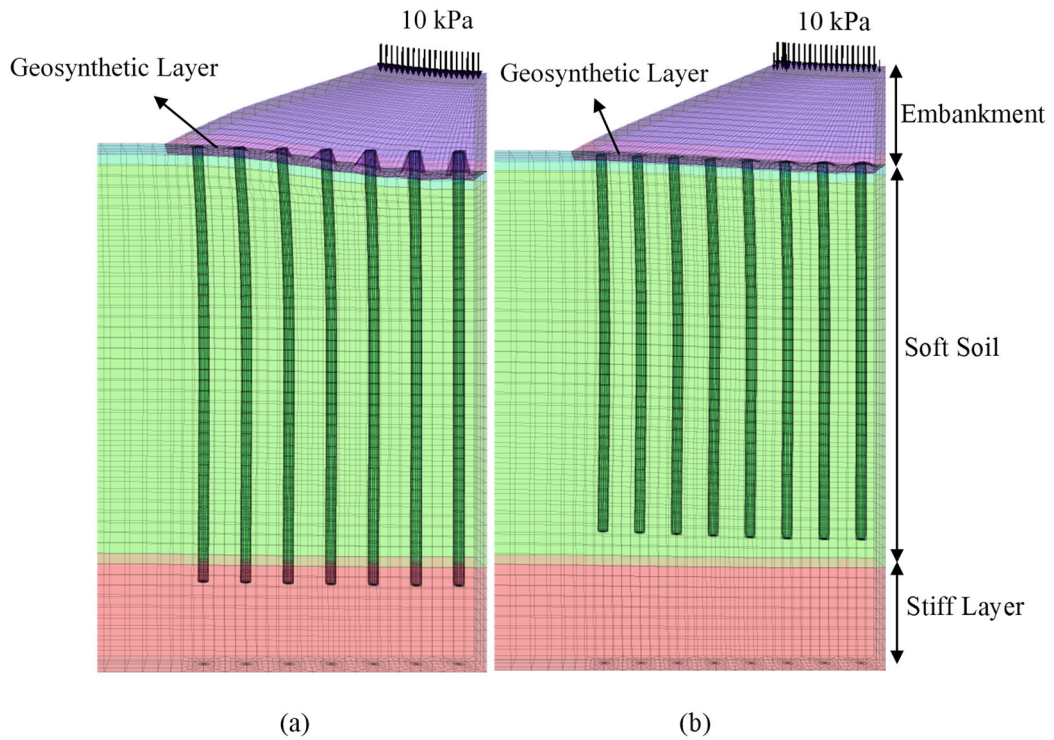 10 kPa
10 kPa
Geosynthetic Layer
Geosynthetic Layer
Embankment
Soft Soil
Stiff Layer
(a)
(b)